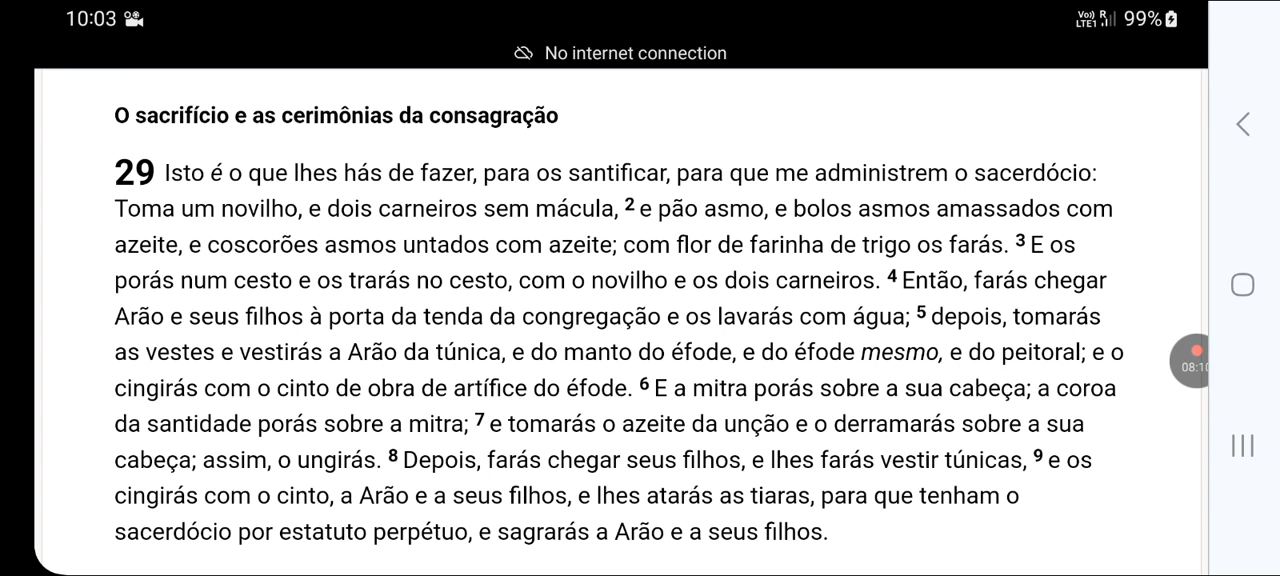 10:03
Vo)) R
LTE1
99%
No internet connection
O sacrifício e as cerimônias da consagração
29 Isto é o que lhes hás de fazer, para os santificar, para que me administrem o sacerdócio:
Toma um novilho, e dois carneiros sem mácula, 2 e pão asmo, e bolos asmos amassados com
azeite, e coscorões asmos untados com azeite; com flor de farinha de trigo os farás. 3 E os
porás num cesto e os trarás no cesto, com o novilho e os dois carneiros. 4 Então, farás chegar
Arão e seus filhos à porta da tenda da congregação e os lavarás com água; 5 depois, tomarás
as vestes e vestirás a Arão da túnica, e do manto do éfode, e do éfode mesmo, e do peitoral; e o
cingirás com o cinto de obra de artífice do éfode. 6 E a mitra porás sobre a sua cabeça; a coroa
da santidade porás sobre a mitra; 7 e tomarás o azeite da unção e o derramarás sobre a sua
cabeça; assim, o ungirás. 8 Depois, farás chegar seus filhos, e lhes farás vestir túnicas, 9 e os
cingirás com o cinto, a Arão e a seus filhos, e lhes atarás as tiaras, para que tenham o
sacerdócio por estatuto perpétuo, e sagrarás a Arão e a seus filhos.